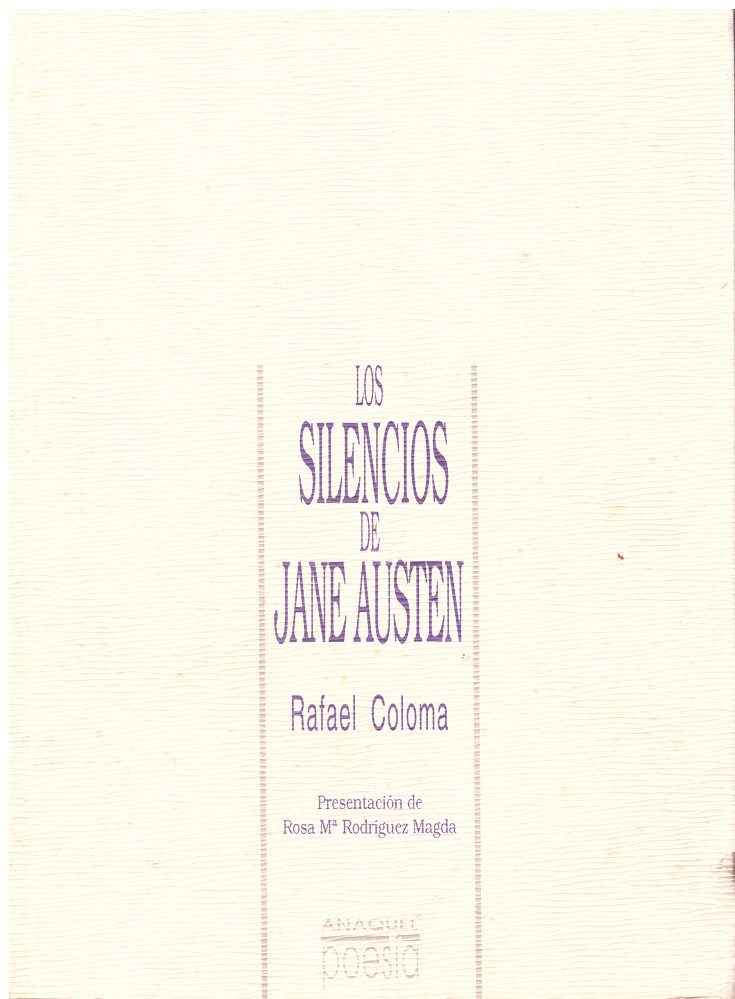 LOS
SILENCIOS
DE
JANE AUSTEN
Rafael Coloma
Presentación de
Rosa Mª Rodríguez Magda
ANAQUEL
poesía